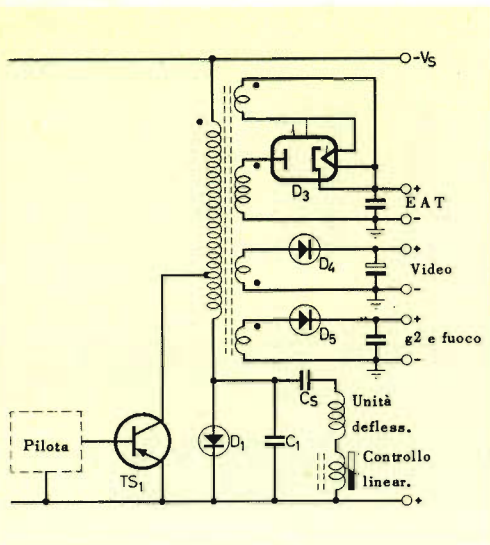 -VS
D3
+
EAT
-
D4
+
Video
-
D5
+
g2 e fuoco
-
CS
Unità
defless.
Pilota
TS1
D1
C1
Controllo
linear.
+